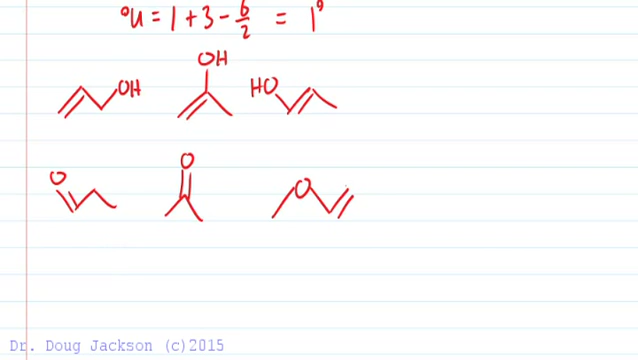 °U = 1 + 3 - 6/2 = 1°
OH
OH HO
O O
O
Dr. Doug Jackson (c)2015